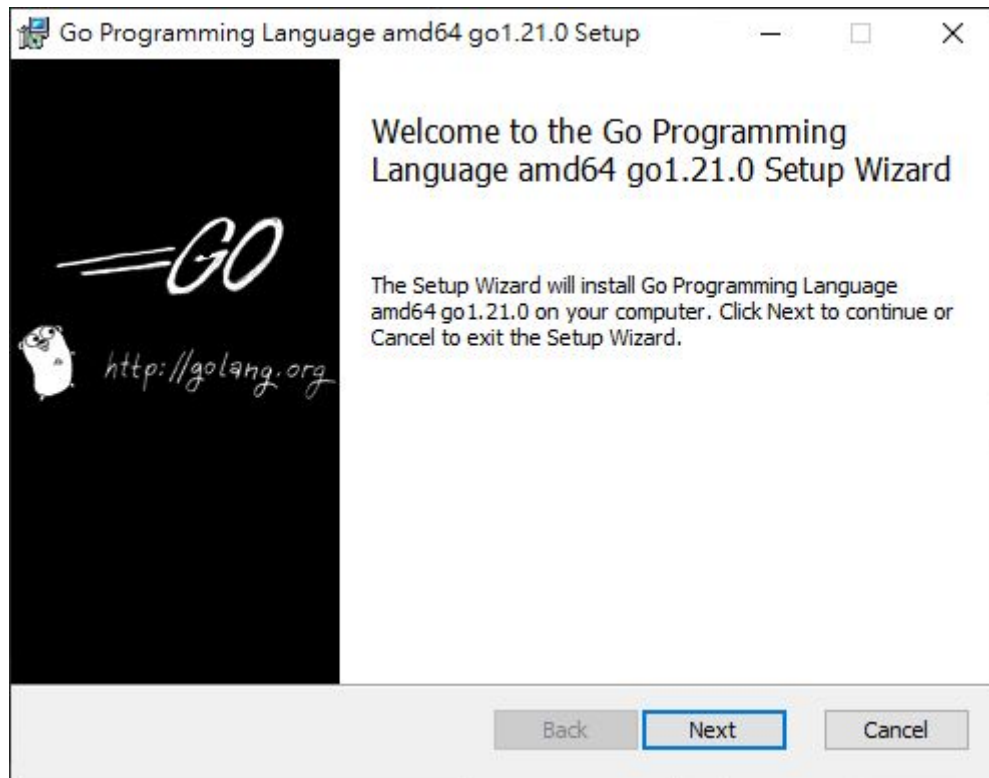 Go Programming Language amd64 go1.21.0 Setup
Welcome to the Go Programming
Language amd64 go1.21.0 Setup Wizard
GO
http://golang.org
The Setup Wizard will install Go Programming Language
amd64 go1.21.0 on your computer. Click Next to continue or
Cancel to exit the Setup Wizard.
Back
Next
Cancel